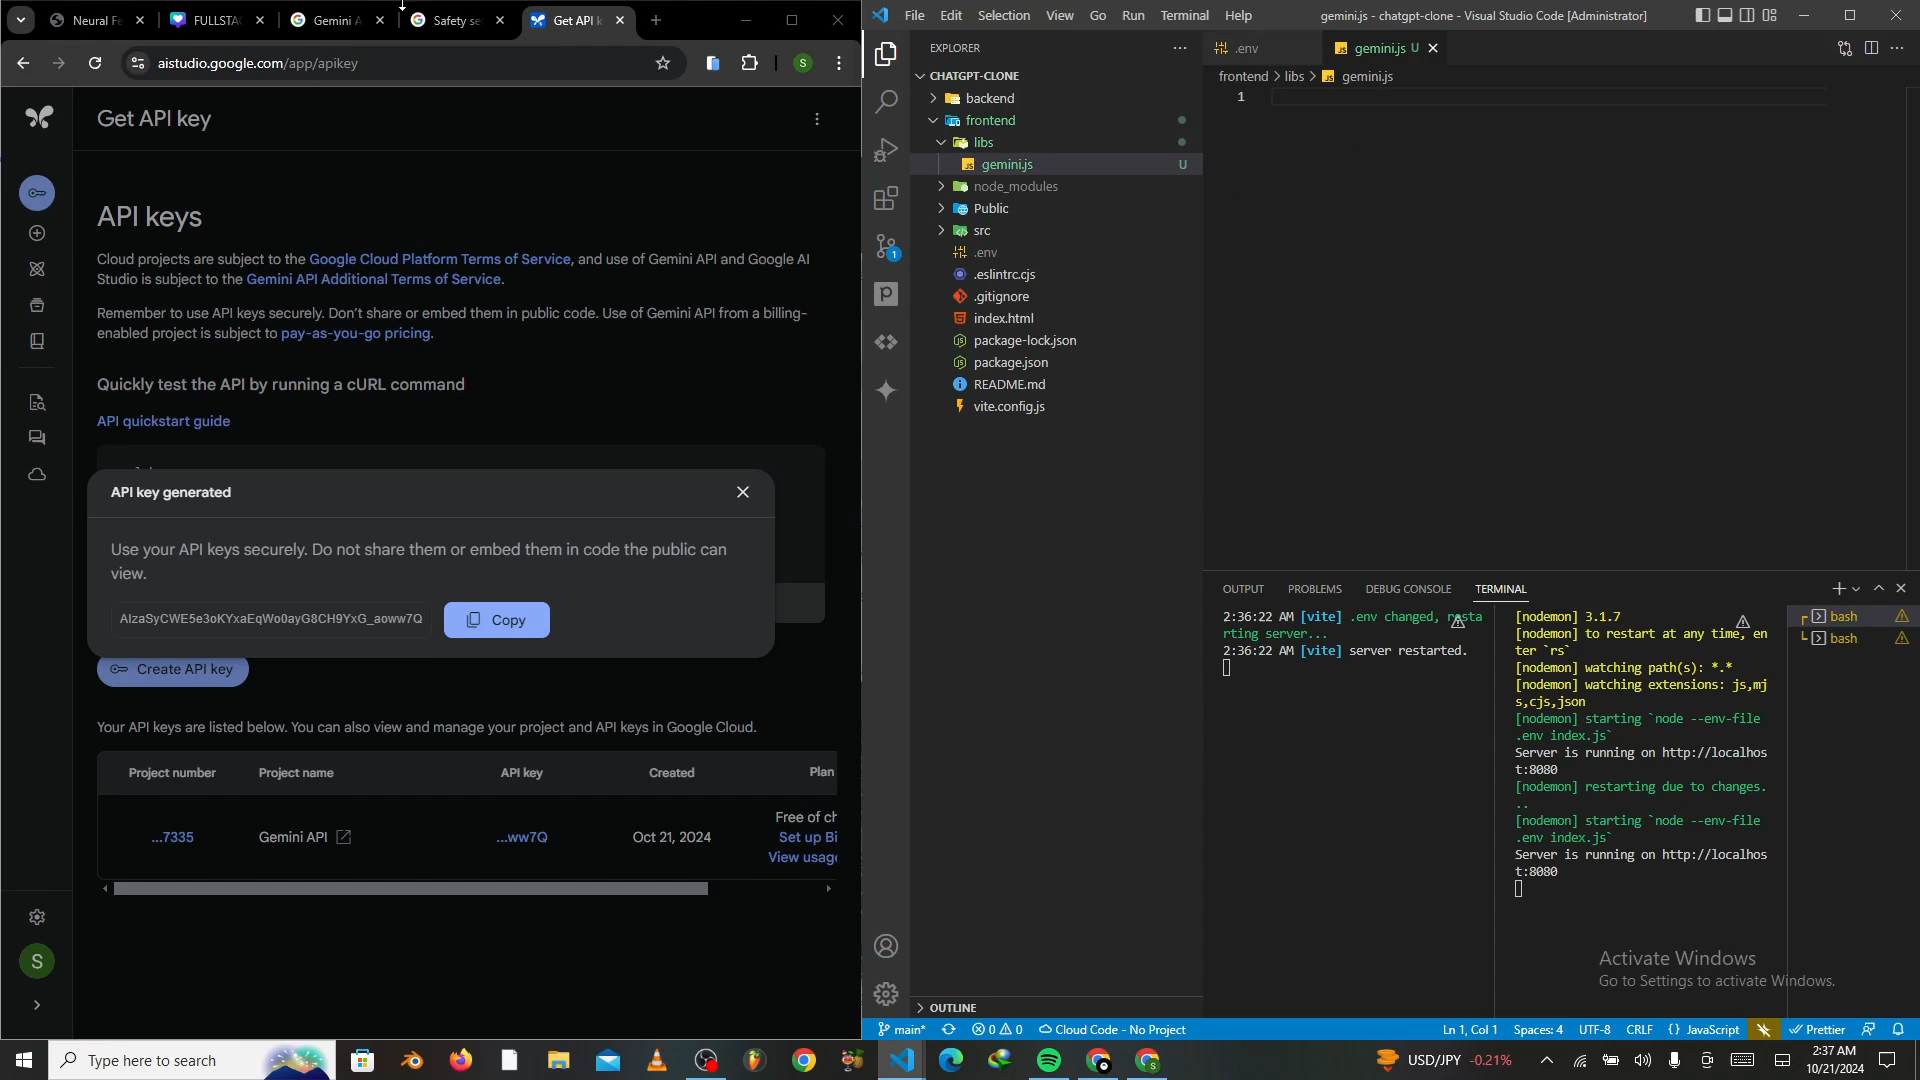 Neural Fe
FULLSTA
Gemini A
Safety se
Get API k
aistudio.google.com/app/apikey
S
Get API key
API keys
Cloud projects are subject to the Google Cloud Platform Terms of Service, and use of Gemini API and Google AI
Studio is subject to the Gemini API Additional Terms of Service.
Remember to use API keys securely. Don't share or embed them in public code. Use of Gemini API from a billing-
enabled project is subject to pay-as-you-go pricing.
Quickly test the API by running a cURL command
API quickstart guide
API key generated
Use your API keys securely. Do not share them or embed them in code the public can
view.
AIzaSyCWE5e3oKYxaEqWo0ayG8CH9YxG_aoww7Q
Copy
Create API key
Your API keys are listed below. You can also view and manage your project and API keys in Google Cloud.
Project number Project name API key Created Plan
...7335 Gemini API ...ww7Q Oct 21, 2024
Free of ch
Set up Bi
View usag
S
File Edit Selection View Go Run Terminal Help
gemini.js - chatgpt-clone - Visual Studio Code [Administrator]
EXPLORER
CHATGPT-CLONE
backend
frontend
libs
gemini.js U
node_modules
Public
src
.env
.eslintrc.cjs
.gitignore
index.html
package-lock.json
package.json
README.md
vite.config.js
OUTLINE
1
.env
gemini.js U
frontend > libs > gemini.js
1
OUTPUT PROBLEMS DEBUG CONSOLE TERMINAL
2:36:22 AM [vite] .env changed, resta
rting server...
2:36:22 AM [vite] server restarted.
[nodemon] 3.1.7
[nodemon] to restart at any time, en
ter `rs`
[nodemon] watching path(s): *.*
[nodemon] watching extensions: js,mj
s,cjs,json
[nodemon] starting `node --env-file
.env index.js`
Server is running on http://localhos
t:8080
[nodemon] restarting due to changes.
..
[nodemon] starting `node --env-file
.env index.js`
Server is running on http://localhos
t:8080
bash
bash
Activate Windows
Go to Settings to activate Windows.
main* 0 0 Cloud Code - No Project
Ln 1, Col 1 Spaces: 4 UTF-8 CRLF {} JavaScript Prettier
Type here to search
USD/JPY -0.21%
2:37 AM
10/21/2024